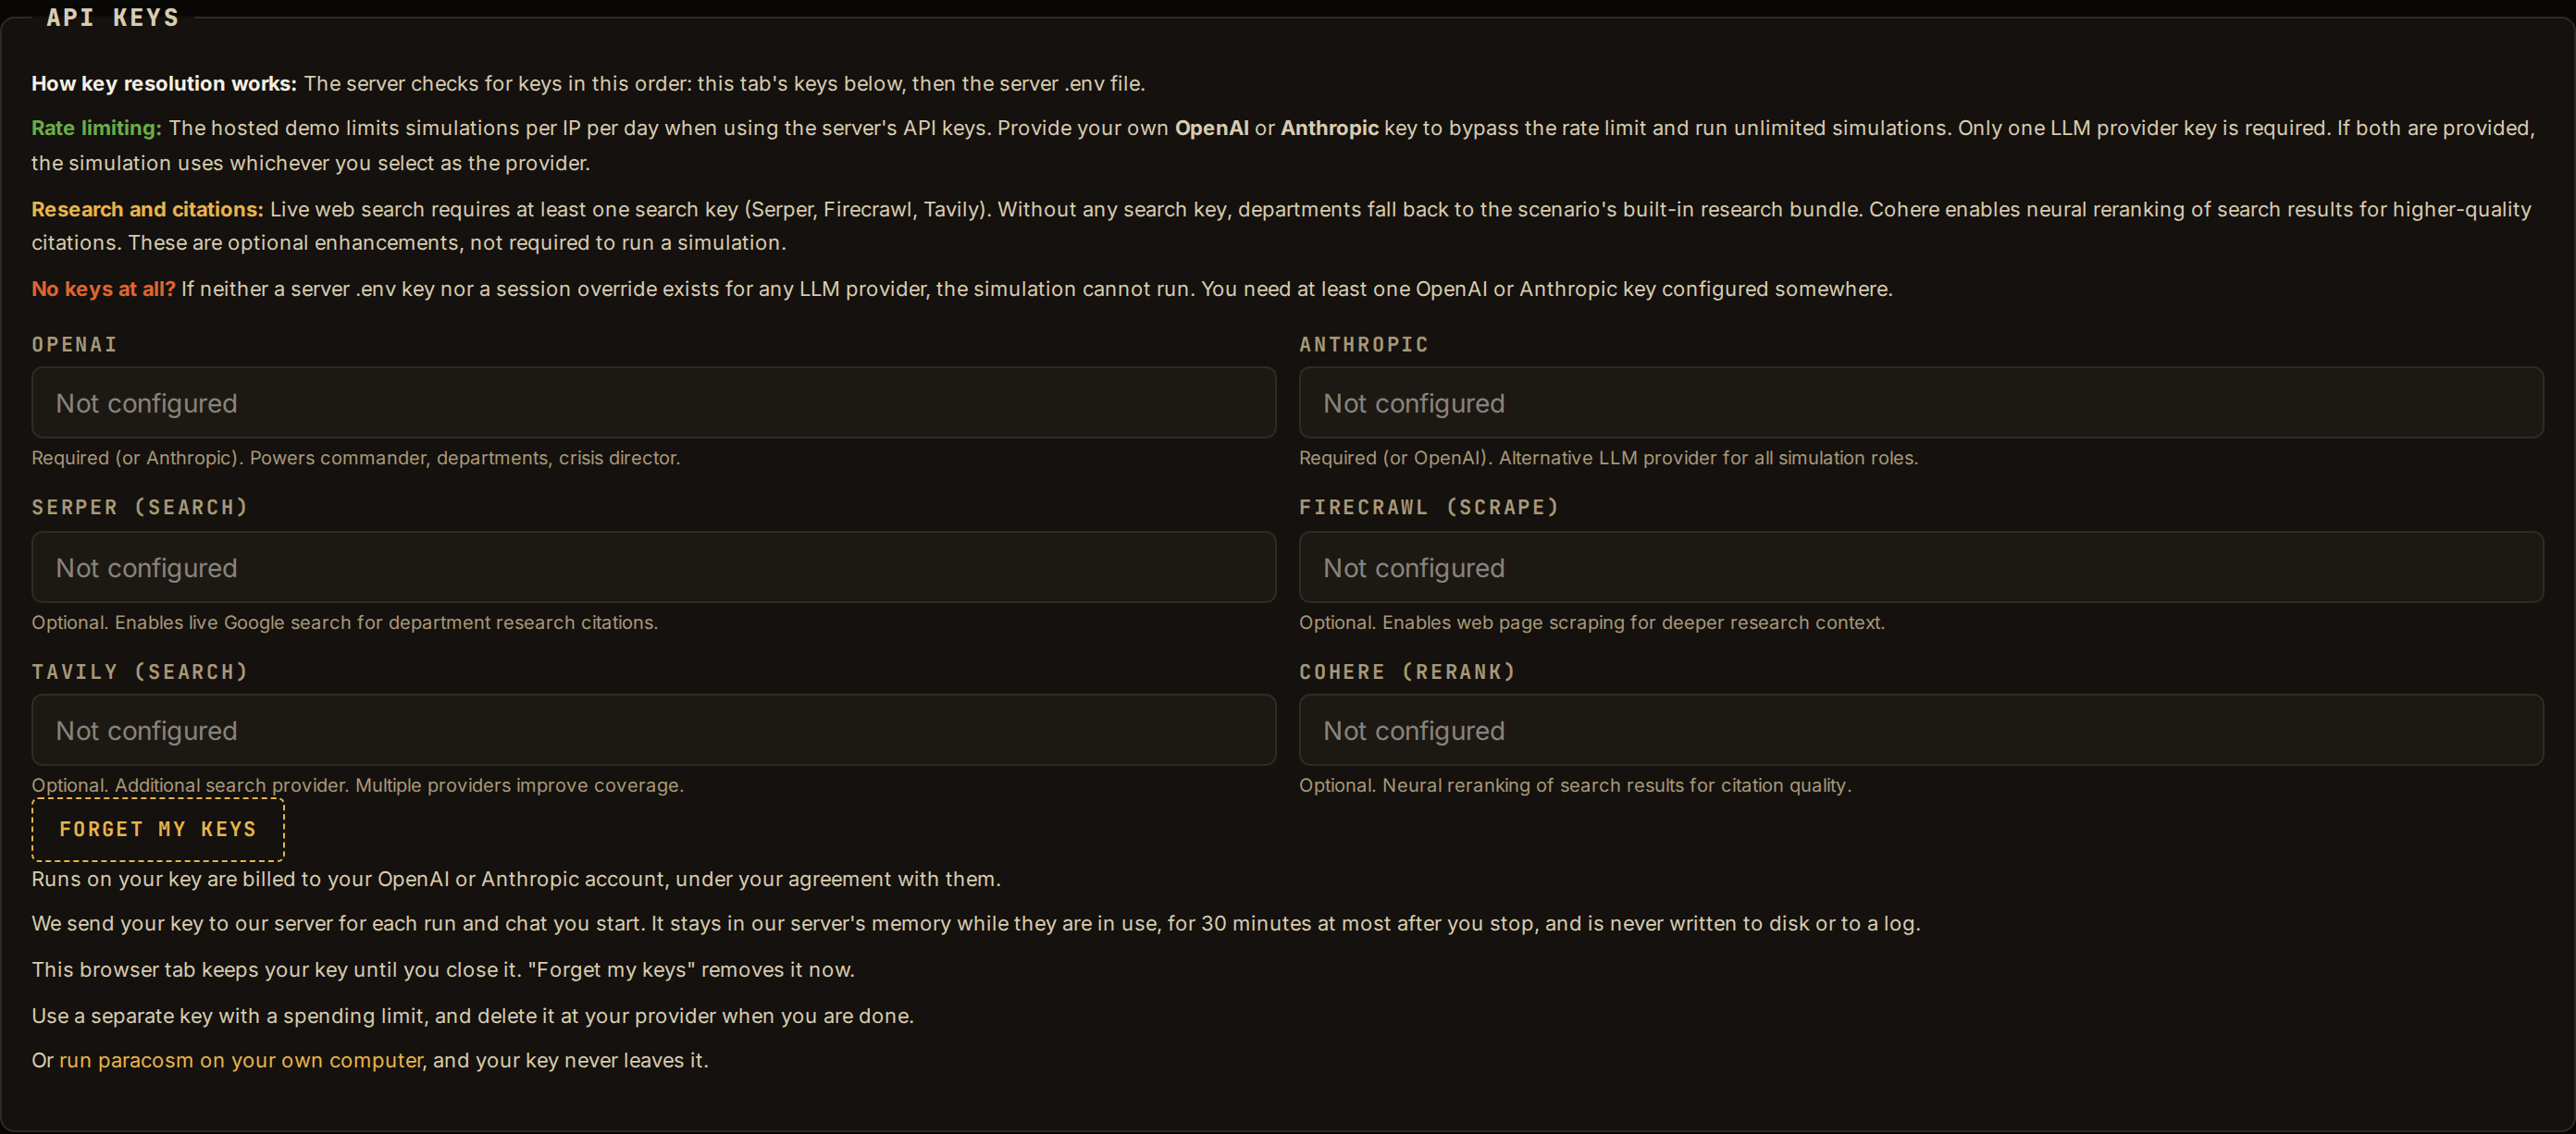 API KEYS
How key resolution works: The server checks for keys in this order: this tab's keys below, then the server .env file.
Rate limiting: The hosted demo limits simulations per IP per day when using the server's API keys. Provide your own OpenAI or Anthropic key to bypass the rate limit and run unlimited simulations. Only one LLM provider key is required. If both are provided,
the simulation uses whichever you select as the provider.
Research and citations: Live web search requires at least one search key (Serper, Firecrawl, Tavily). Without any search key, departments fall back to the scenario's built-in research bundle. Cohere enables neural reranking of search results for higher-quality
citations. These are optional enhancements, not required to run a simulation.
No keys at all? If neither a server .env key nor a session override exists for any LLM provider, the simulation cannot run. You need at least one OpenAI or Anthropic key configured somewhere.
OPENAI
Not configured
Required (or Anthropic). Powers commander, departments, crisis director.
ANTHROPIC
Not configured
Required (or OpenAI). Alternative LLM provider for all simulation roles.
SERPER (SEARCH)
Not configured
Optional. Enables live Google search for department research citations.
FIRECRAWL (SCRAPE)
Not configured
Optional. Enables web page scraping for deeper research context.
TAVILY (SEARCH)
Not configured
Optional. Additional search provider. Multiple providers improve coverage.
COHERE (RERANK)
Not configured
Optional. Neural reranking of search results for citation quality.
FORGET MY KEYS
Runs on your key are billed to your OpenAI or Anthropic account, under your agreement with them.
We send your key to our server for each run and chat you start. It stays in our server's memory while they are in use, for 30 minutes at most after you stop, and is never written to disk or to a log.
This browser tab keeps your key until you close it. "Forget my keys" removes it now.
Use a separate key with a spending limit, and delete it at your provider when you are done.
Or run paracosm on your own computer, and your key never leaves it.